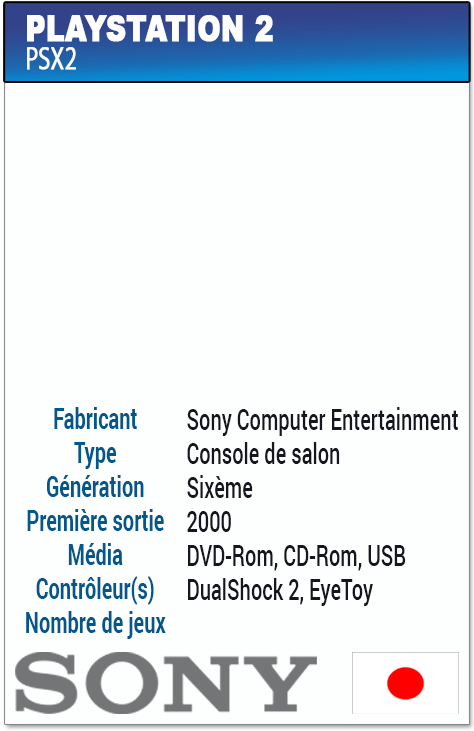 PLAYSTATION 2
PSX2
Fabricant Sony Computer Entertainment
Type Console de salon
Génération Sixème
Première sortie 2000
Média DVD-Rom, CD-Rom, USB
Contrôleur(s) DualShock 2, EyeToy
Nombre de jeux
SONY